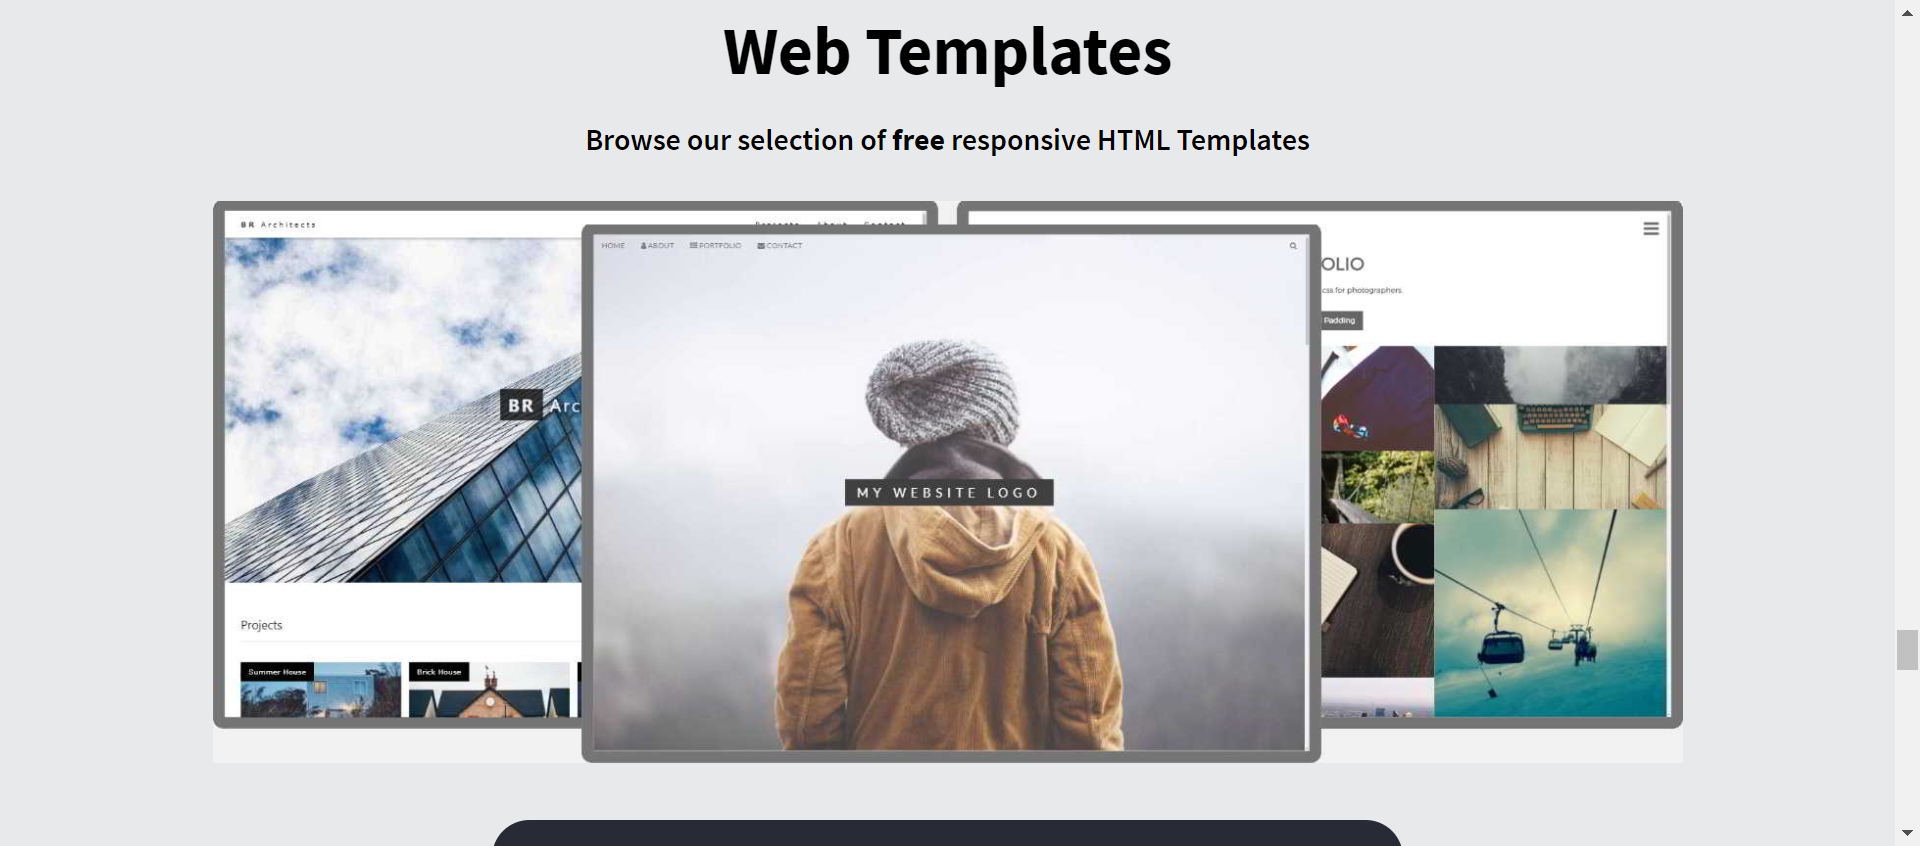 Web Templates
Browse our selection of free responsive HTML Templates
BR Architects
HOME ABOUT PORTFOLIO CONTACT
OLIO
css for photographers.
Padding
BR Arc
MY WEBSITE LOGO
Projects
Summer House
Brick House